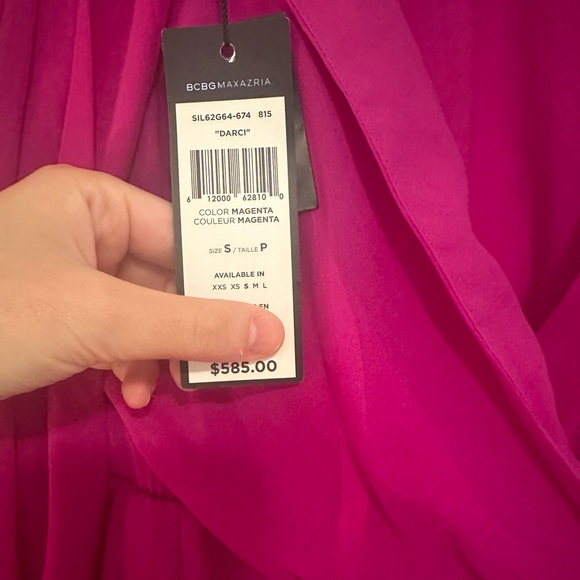 BCBGMAXAZRIA
SIL62G64-674 815
"DARCI"
6 12000 62810 0
COLOR MAGENTA
COULEUR MAGENTA
SIZE S / TAILLE P
AVAILABLE IN
XXS XS S M L
EN
$585.00